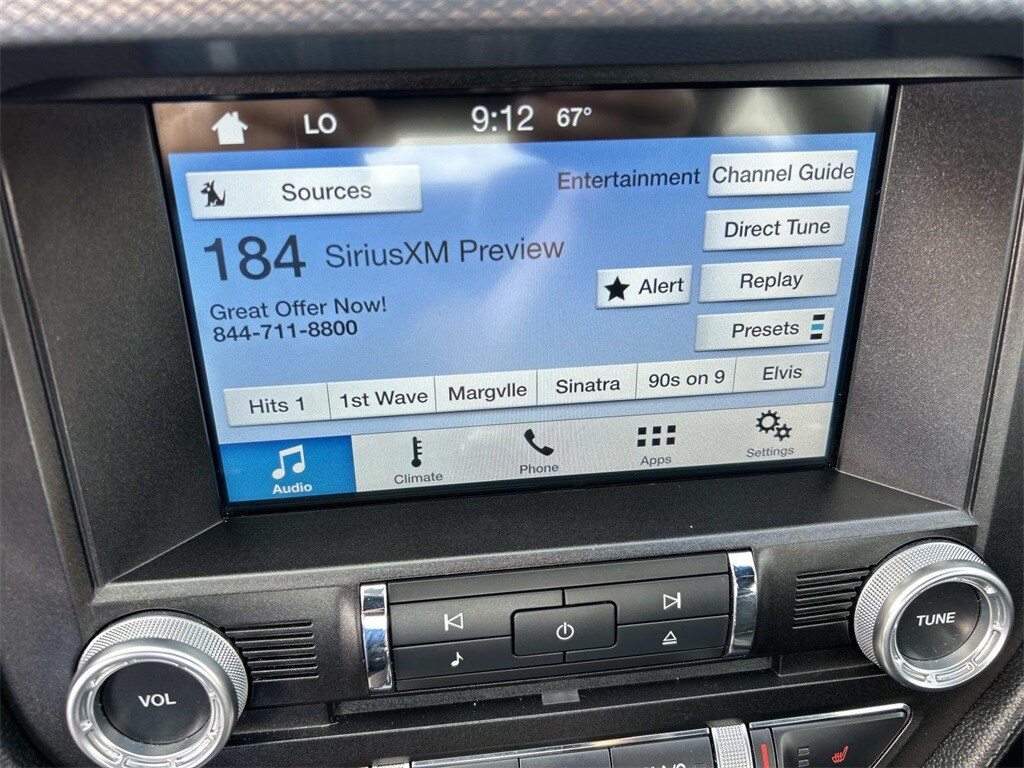 LO 9:12 67°
Sources
Entertainment
Channel Guide
184 SiriusXM Preview
Direct Tune
Great Offer Now!
844-711-8800
Alert
Replay
Presets
Hits 1 1st Wave Margvlle Sinatra 90s on 9 Elvis
Audio Climate Phone Apps Settings
VOL
TUNE